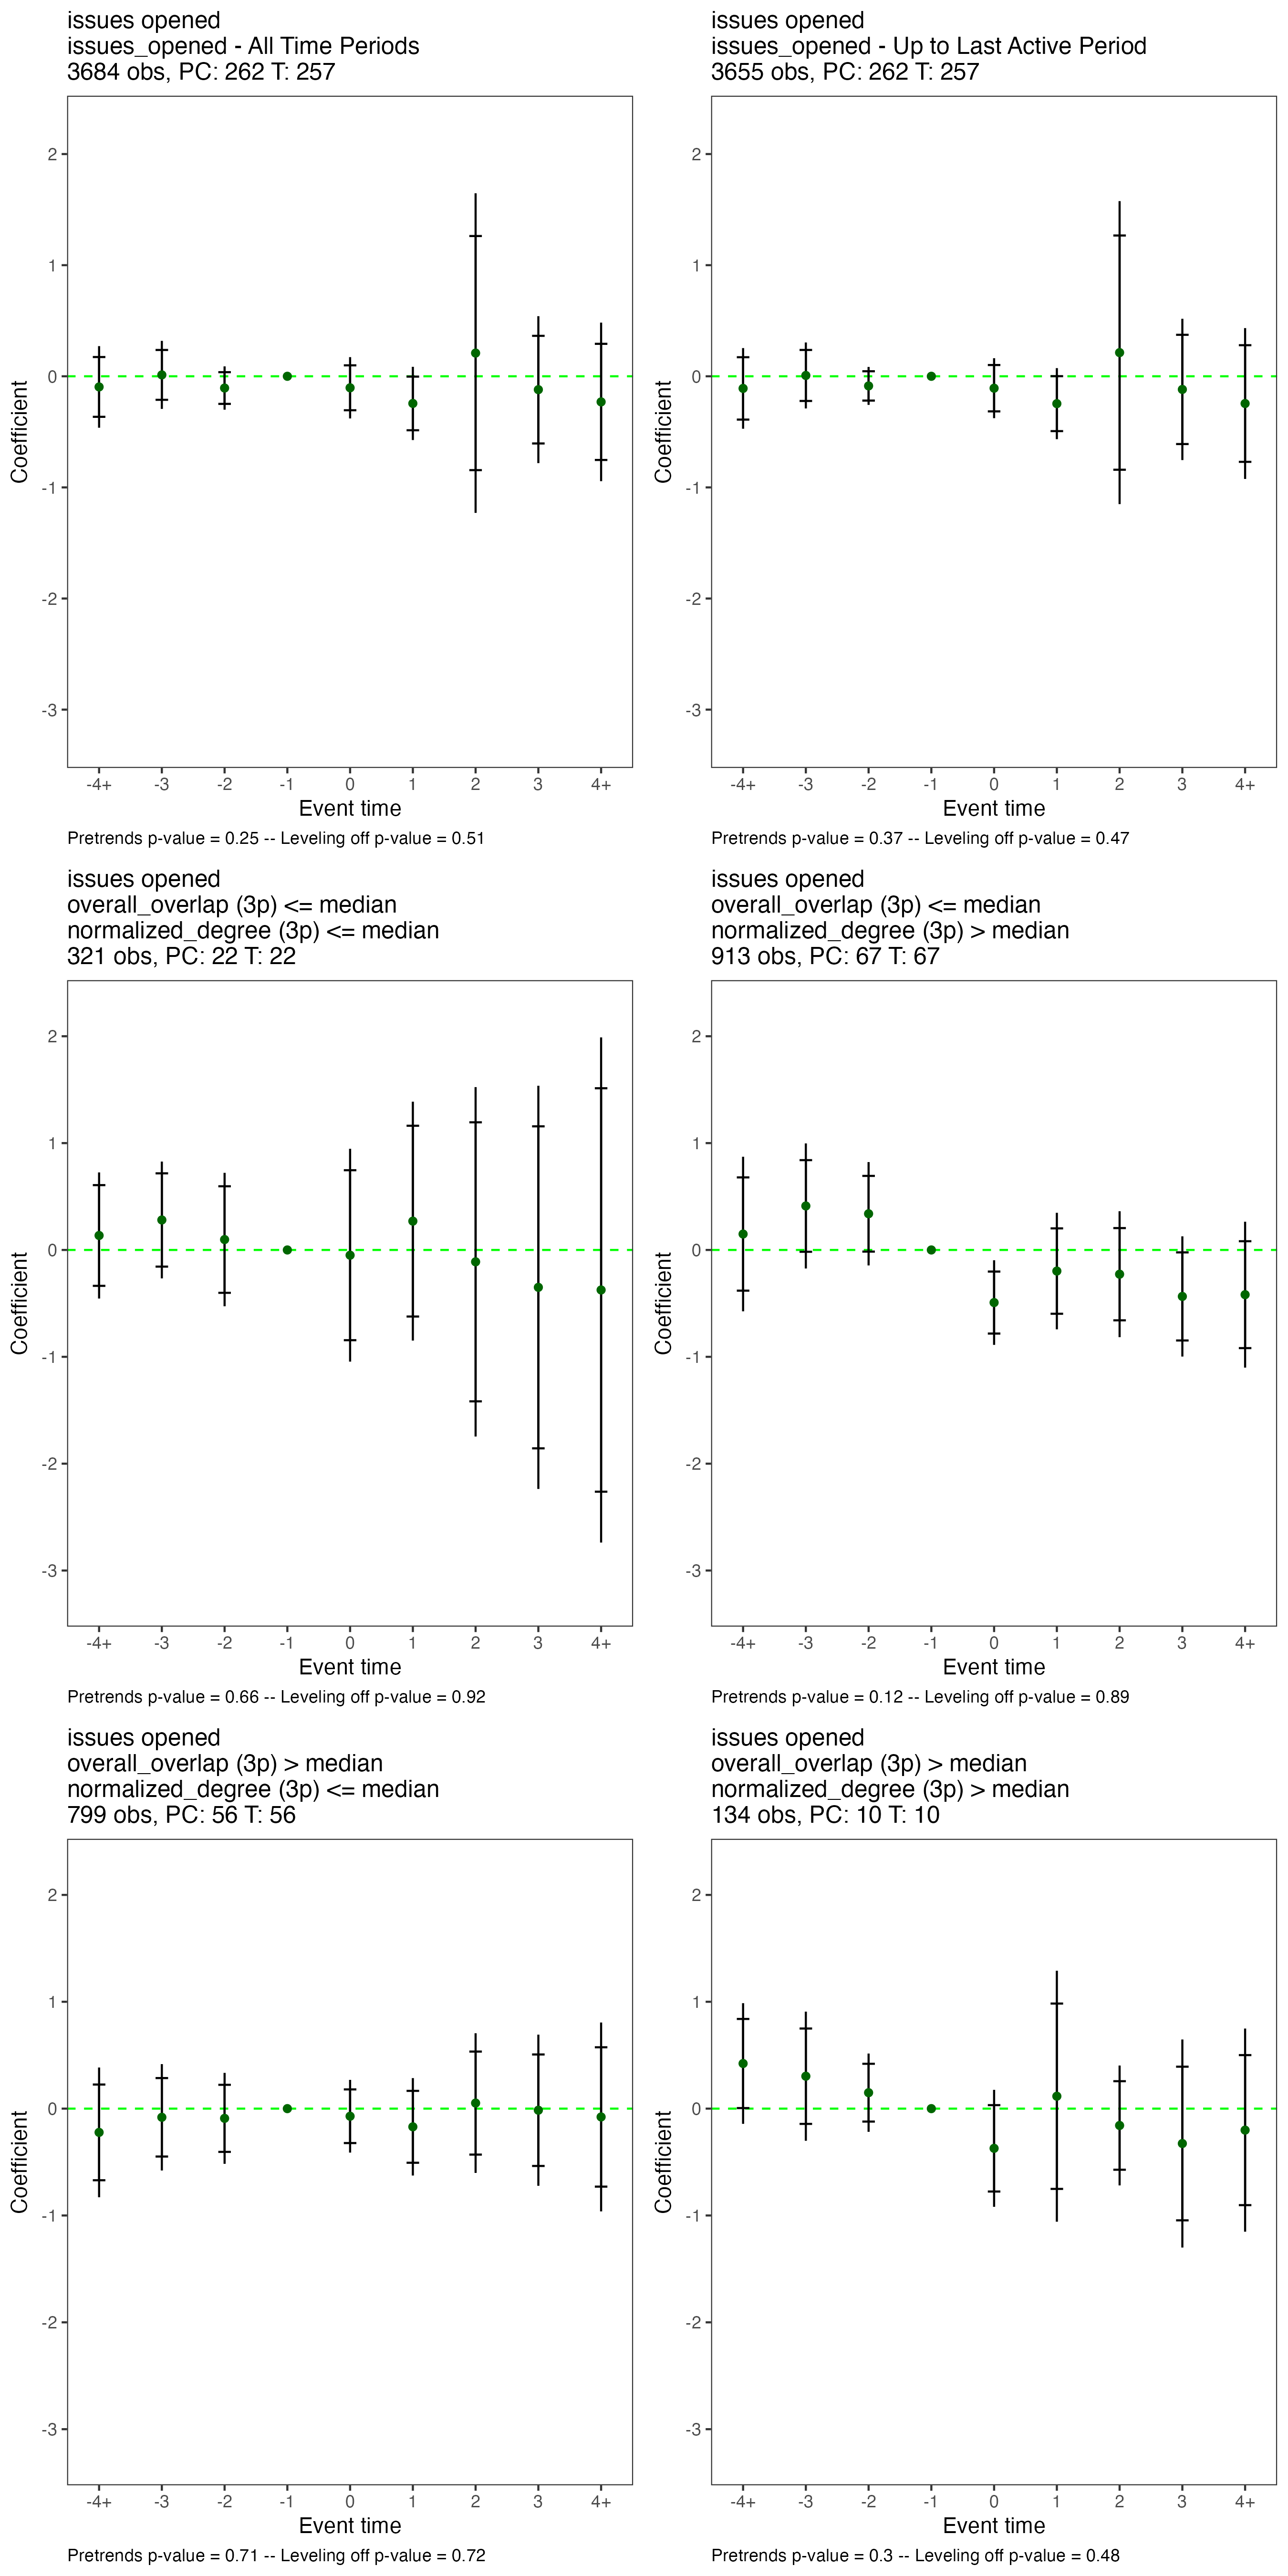 issues opened
issues_opened - All Time Periods
3684 obs, PC: 262 T: 257
2
1
0
-1
-2
-3
Coefficient
-4+ -3 -2 -1 0 1 2 3 4+
Event time
Pretrends p-value = 0.25 -- Leveling off p-value = 0.51
issues opened
issues_opened - Up to Last Active Period
3655 obs, PC: 262 T: 257
2
1
0
-1
-2
-3
Coefficient
-4+ -3 -2 -1 0 1 2 3 4+
Event time
Pretrends p-value = 0.37 -- Leveling off p-value = 0.47
issues opened
overall_overlap (3p) <= median
normalized_degree (3p) <= median
321 obs, PC: 22 T: 22
2
1
0
-1
-2
-3
Coefficient
-4+ -3 -2 -1 0 1 2 3 4+
Event time
Pretrends p-value = 0.66 -- Leveling off p-value = 0.92
issues opened
overall_overlap (3p) <= median
normalized_degree (3p) > median
913 obs, PC: 67 T: 67
2
1
0
-1
-2
-3
Coefficient
-4+ -3 -2 -1 0 1 2 3 4+
Event time
Pretrends p-value = 0.12 -- Leveling off p-value = 0.89
issues opened
overall_overlap (3p) > median
normalized_degree (3p) <= median
799 obs, PC: 56 T: 56
2
1
0
-1
-2
-3
Coefficient
-4+ -3 -2 -1 0 1 2 3 4+
Event time
Pretrends p-value = 0.71 -- Leveling off p-value = 0.72
issues opened
overall_overlap (3p) > median
normalized_degree (3p) > median
134 obs, PC: 10 T: 10
2
1
0
-1
-2
-3
Coefficient
-4+ -3 -2 -1 0 1 2 3 4+
Event time
Pretrends p-value = 0.3 -- Leveling off p-value = 0.48